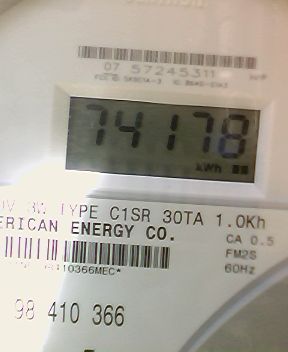 07 57245311
74178
kWh
3W TYPE C1SR 30TA 1.0Kh
ERICAN ENERGY CO.
CA 0.5
FM2S
60Hz
98 410 366